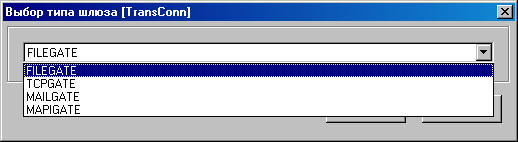 Выбор типа шлюза [TransConn]
FILEGATE
FILEGATE
TCPGATE
MAILGATE
MAPIGATE